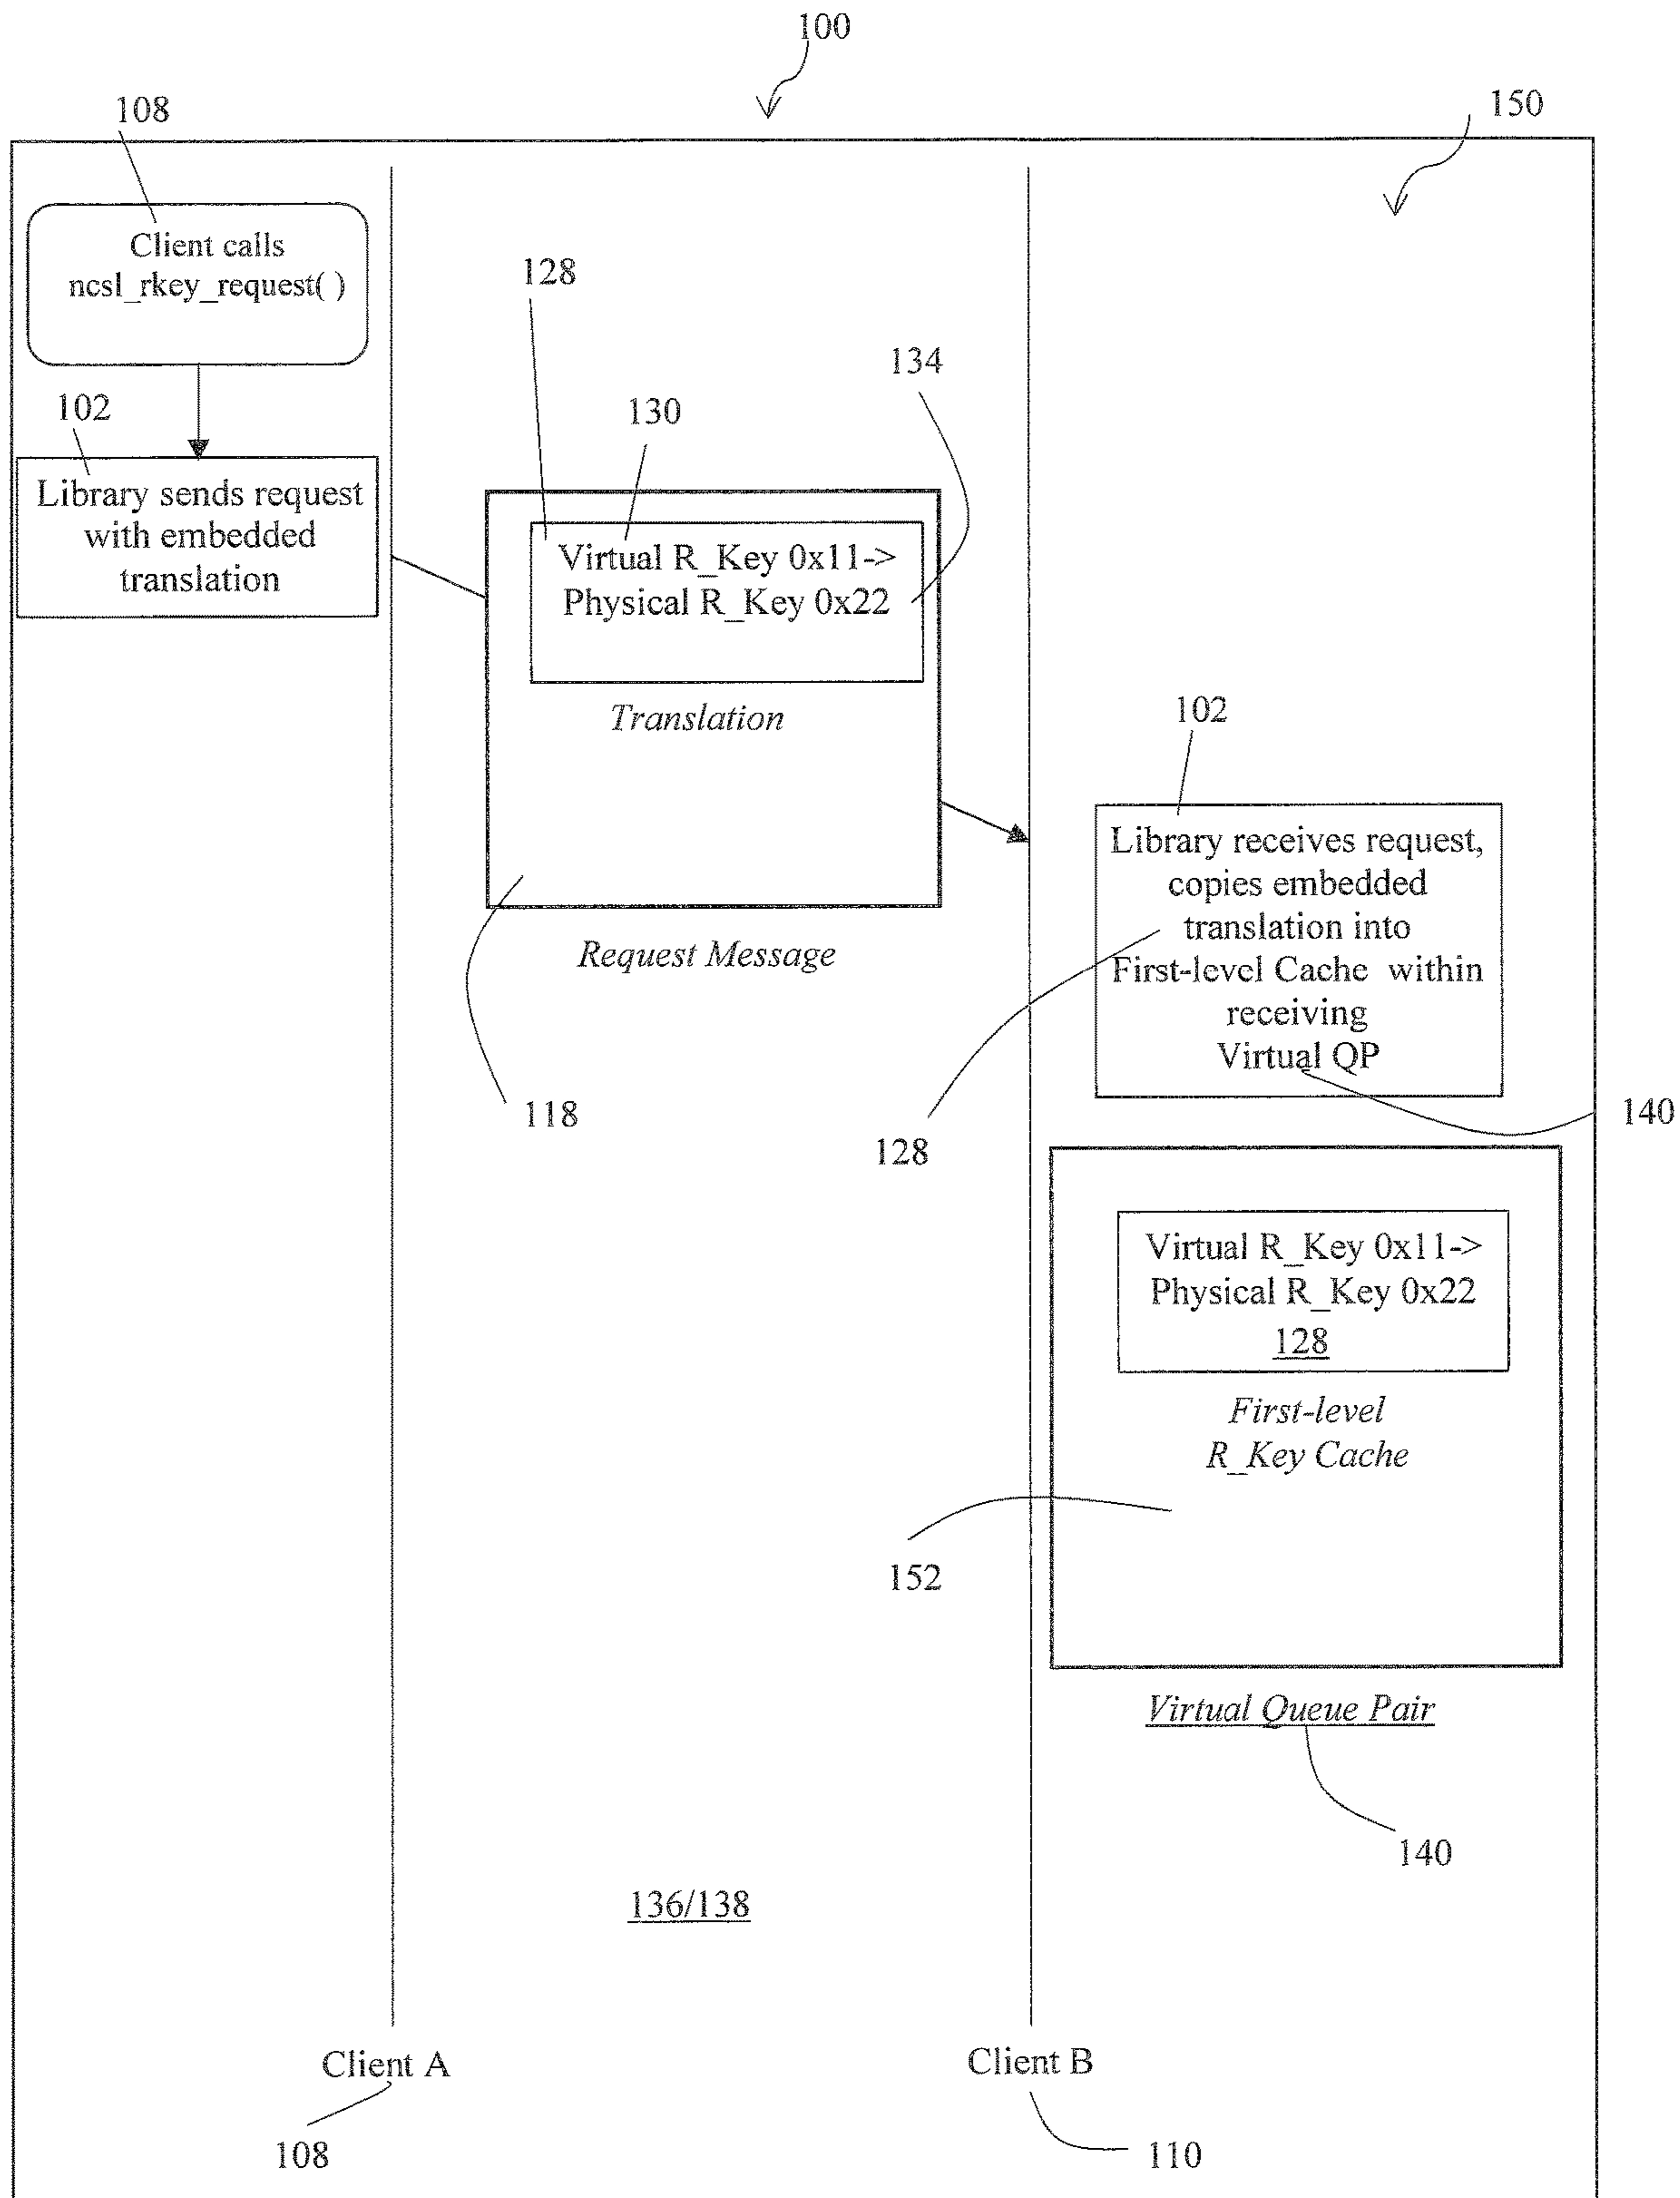 100
150
108
Client calls
ncsl_rkey_request( )
128
134
102
130
Library sends request
with embedded
translation
Virtual R_Key 0x11->
Physical R_Key 0x22
Translation
102
Library receives request,
copies embedded
translation into
First-level Cache within
receiving
Virtual QP
Request Message
118
128
140
Virtual R_Key 0x11->
Physical R_Key 0x22
128
First-level
R_Key Cache
152
Virtual Queue Pair
140
136/138
Client A
Client B
108
110